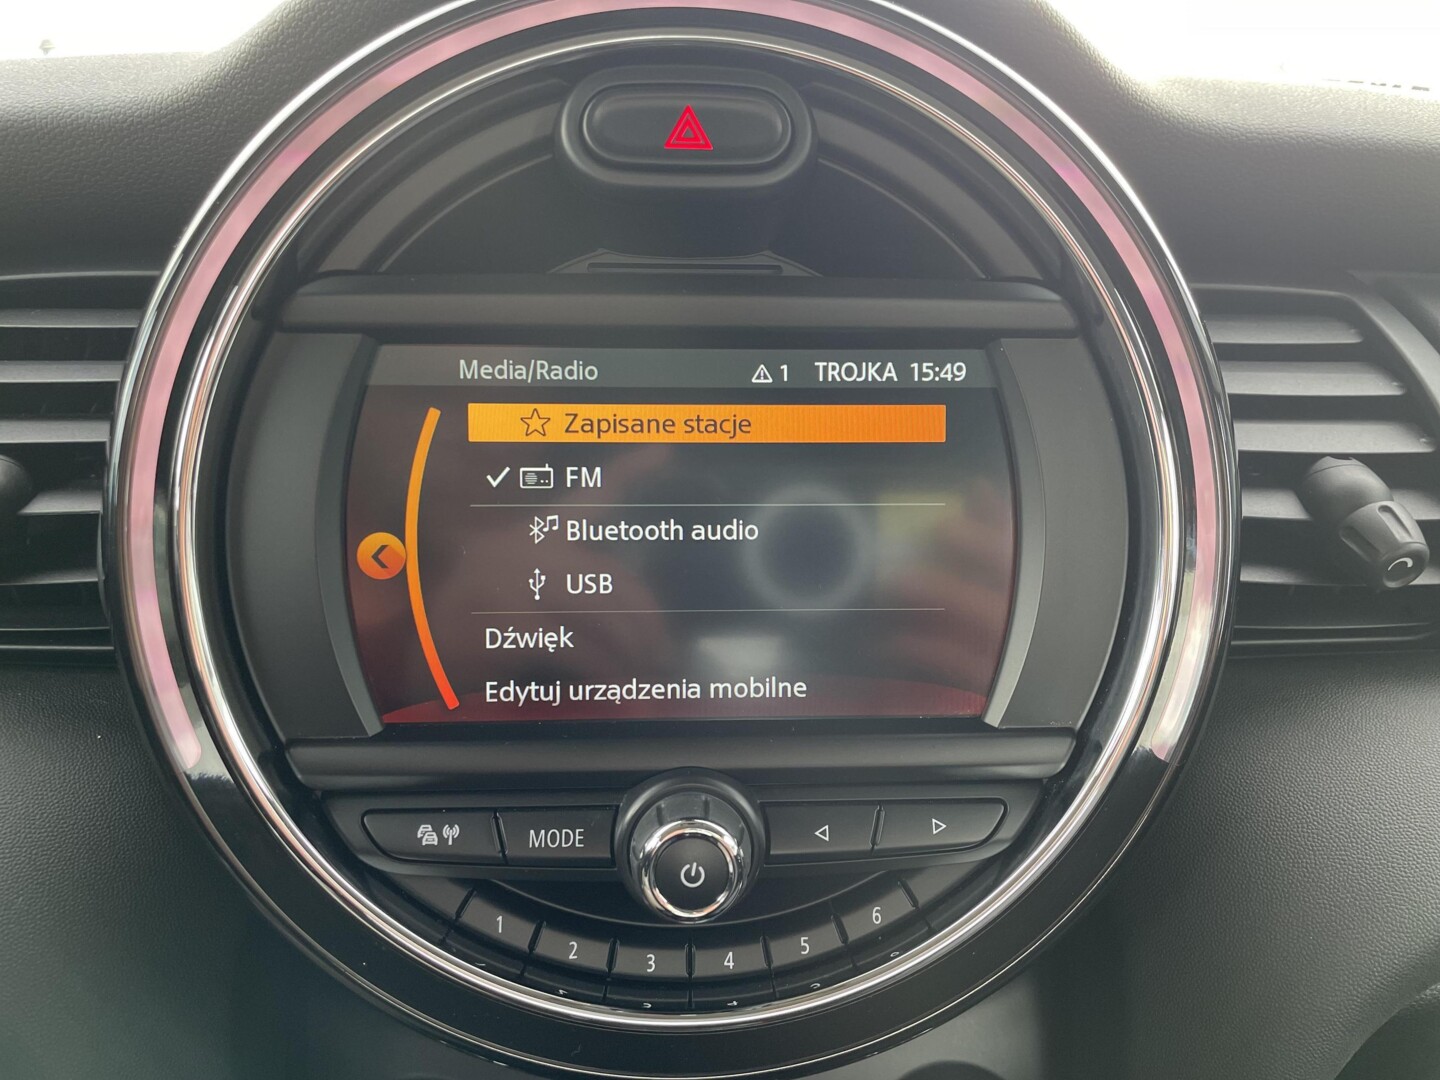 Media/Radio 1 TROJKA 15:49
Zapisane stacje
FM
Bluetooth audio
USB
Dźwięk
Edytuj urządzenia mobilne
MODE
1 2 3 4 5 6